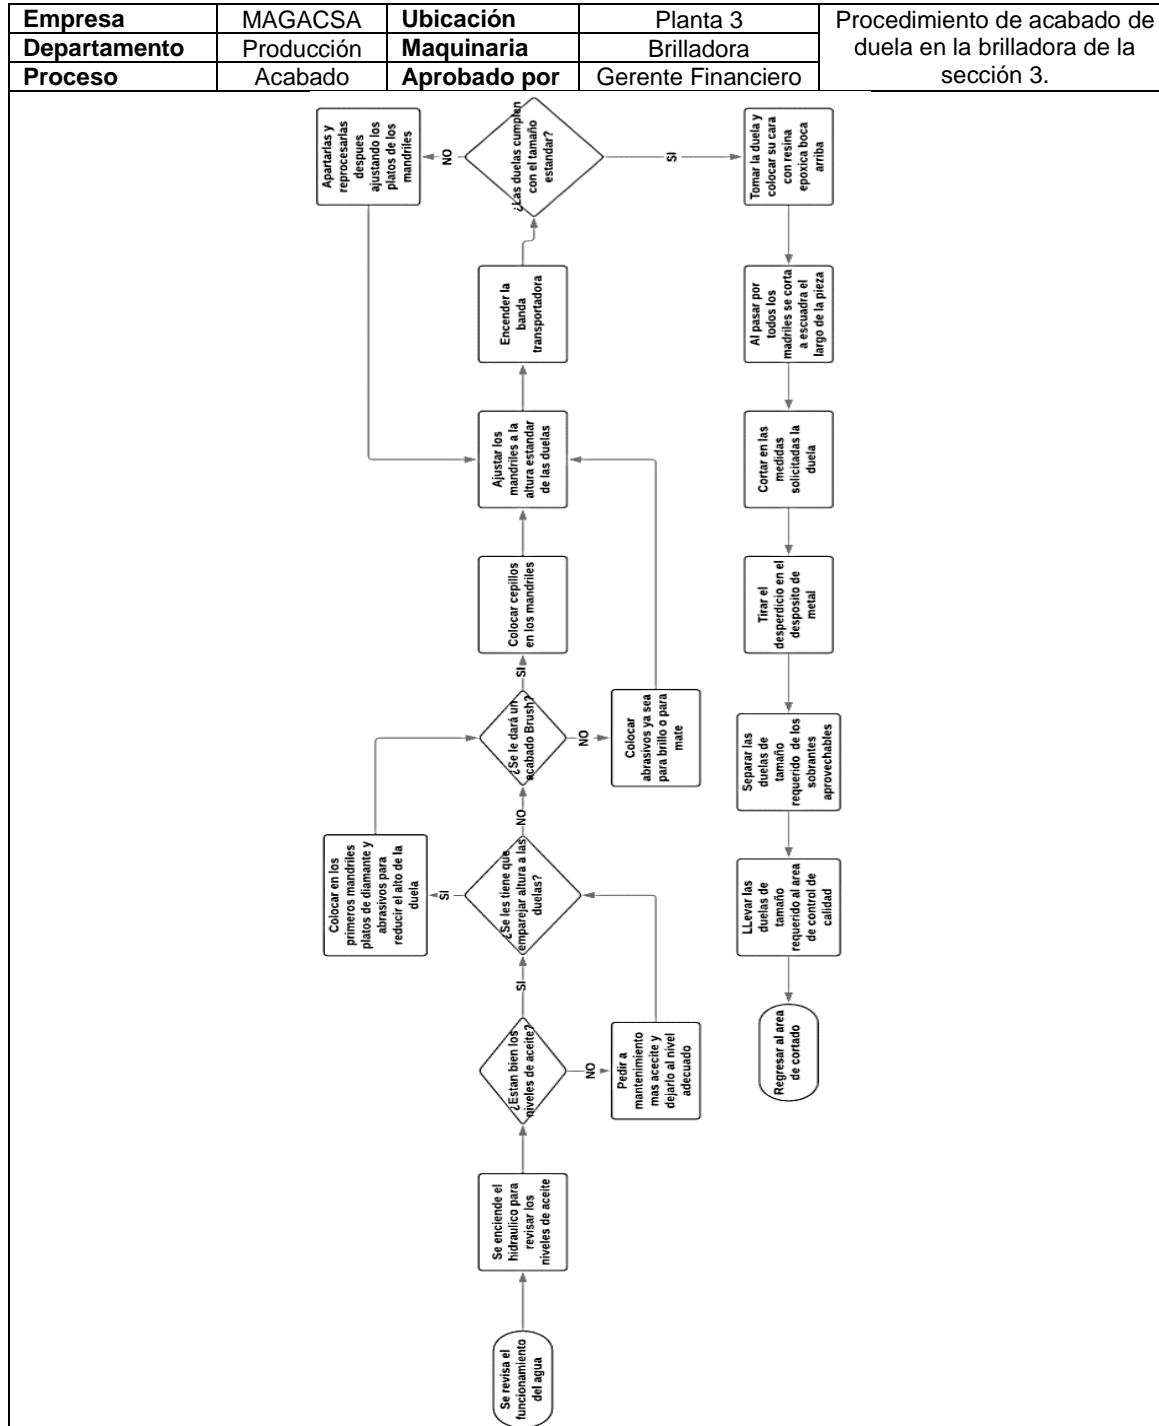 Empresa MAGACSA Ubicación Planta 3
Departamento Producción Maquinaria Brilladora
Proceso Acabado Aprobado por Gerente Financiero
Procedimiento de acabado de
duela en la brilladora de la
sección 3.
Se revisa el
funcionamiento
del agua
Se enciende el
hidraulico para
revisar los
niveles de aceite
¿Estan bien los
niveles de aceite?
NO
Pedir a
mantenimiento
mas acecite y
dejarlo al nivel
adecuado
SI
¿Se les tiene que
emparejar altura a las
duelas?
SI
Colocar en los
primeros mandriles
platos de diamante y
abrasivos para
reducir el alto de la
duela
NO
¿Se le dará un
acabado Brush?
NO
Colocar
abrasivos ya sea
para brillo o para
mate
SI
Colocar cepillos
en los mandriles
Ajustar los
mandriles a la
altura estandar
de las duelas
Encender la
banda
transportadora
¿Las duelas cumplen
con el tamaño
estandar?
NO
Apartarlas y
reprocesarlas
despues
ajustando los
platos de los
mandriles
SI
Tomar la duela y
colocar su cara
con resina
epoxica boca
arriba
Al pasar por
todos los
madriles se corta
a escuadra el
largo de la pieza
Cortar en las
medidas
solicitadas la
duela
Tirar el
desperdicio en el
desposito de
metal
Separar las
duelas de
tamaño
requerido de los
sobrantes
aprovechables
LLevar las
duelas de
tamaño
requerido al area
de control de
calidad
Regresar al area
de cortado